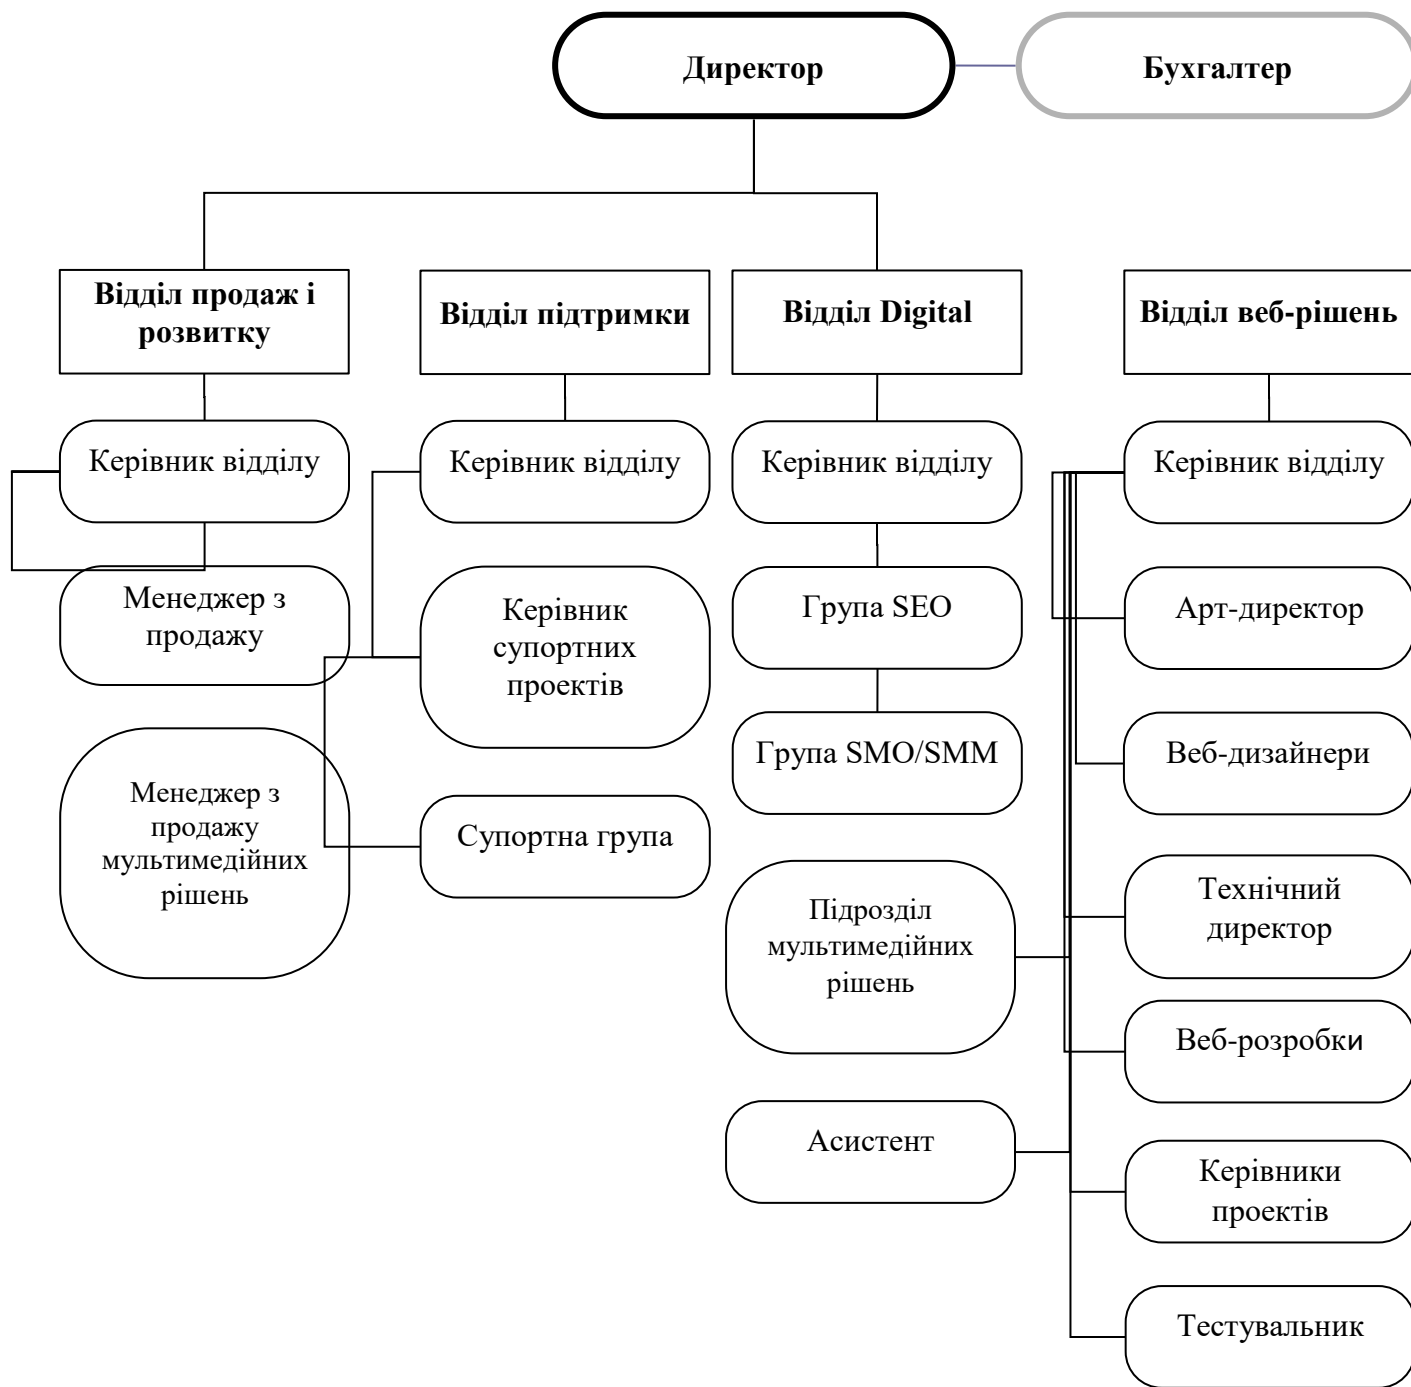 Директор
Бухгалтер
Відділ продаж і
розвитку
Відділ підтримки
Відділ Digital
Відділ веб-рішень
Керівник відділу
Керівник відділу
Керівник відділу
Керівник відділу
Менеджер з
продажу
Керівник
супортних
проектів
Група SEO
Арт-директор
Менеджер з
продажу
мультимедійних
рішень
Супортна група
Група SMO/SMM
Веб-дизайнери
Підрозділ
мультимедійних
рішень
Технічний
директор
Веб-розробки
Асистент
Керівники
проектів
Тестувальник